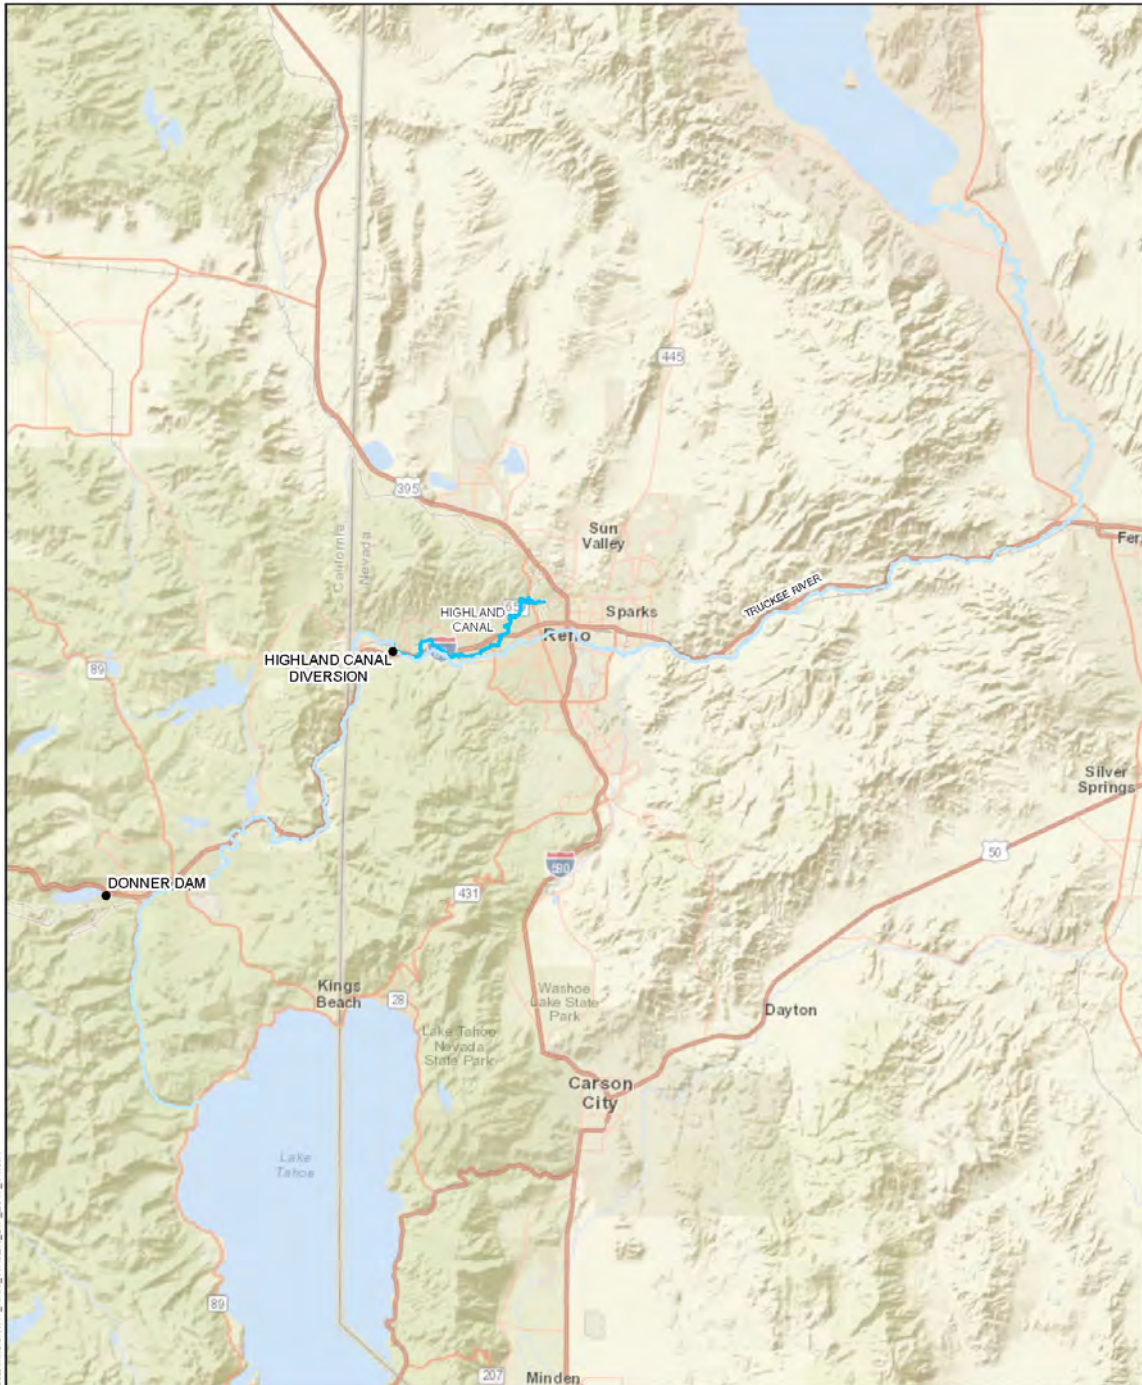 445
395
California
Nevada
Sun
Valley
Fer
TRUCKEE RIVER
HIGHLAND
CANAL
Sparks
Reno
HIGHLAND CANAL
DIVERSION
89
Silver
Springs
50
580
DONNER DAM
431
Kings
Beach
28
Washoe
Lake State
Park
Dayton
Lake Tahoe
Nevada
State Park
Carson
City
Lake
Tahoe
89
207
Minden